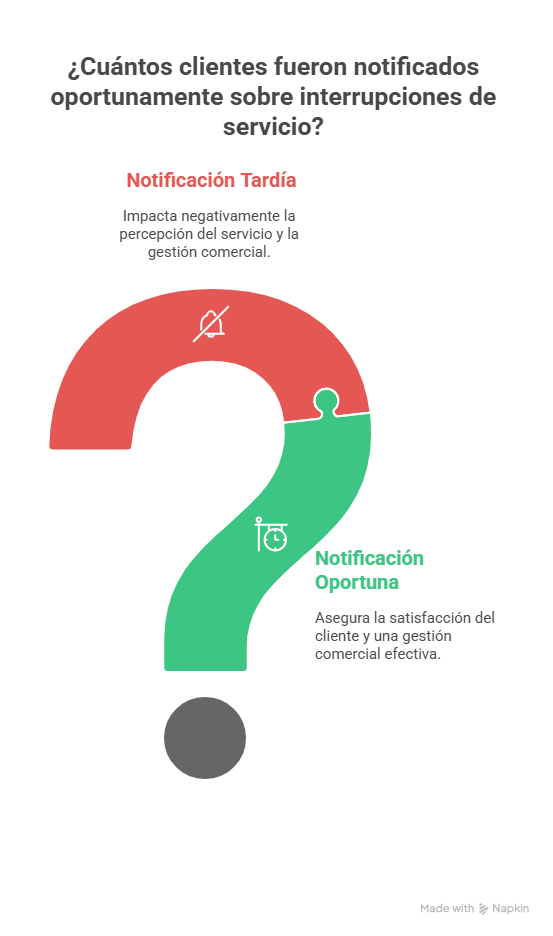 ¿Cuántos clientes fueron notificados
oportunamente sobre interrupciones de
servicio?
Notificación Tardía
Impacta negativamente la
percepción del servicio y la
gestión comercial.
Notificación
Oportuna
Asegura la satisfacción del
cliente y una gestión
comercial efectiva.
Made with Napkin